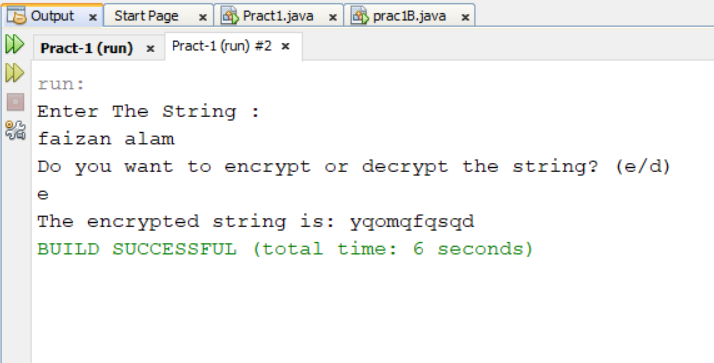 Output x Start Page x Pract1.java x prac1B.java x
Pract-1 (run) x Pract-1 (run) #2 x
run:
Enter The String :
faizan alam
Do you want to encrypt or decrypt the string? (e/d)
e
The encrypted string is: yqomqfqsqd
BUILD SUCCESSFUL (total time: 6 seconds)